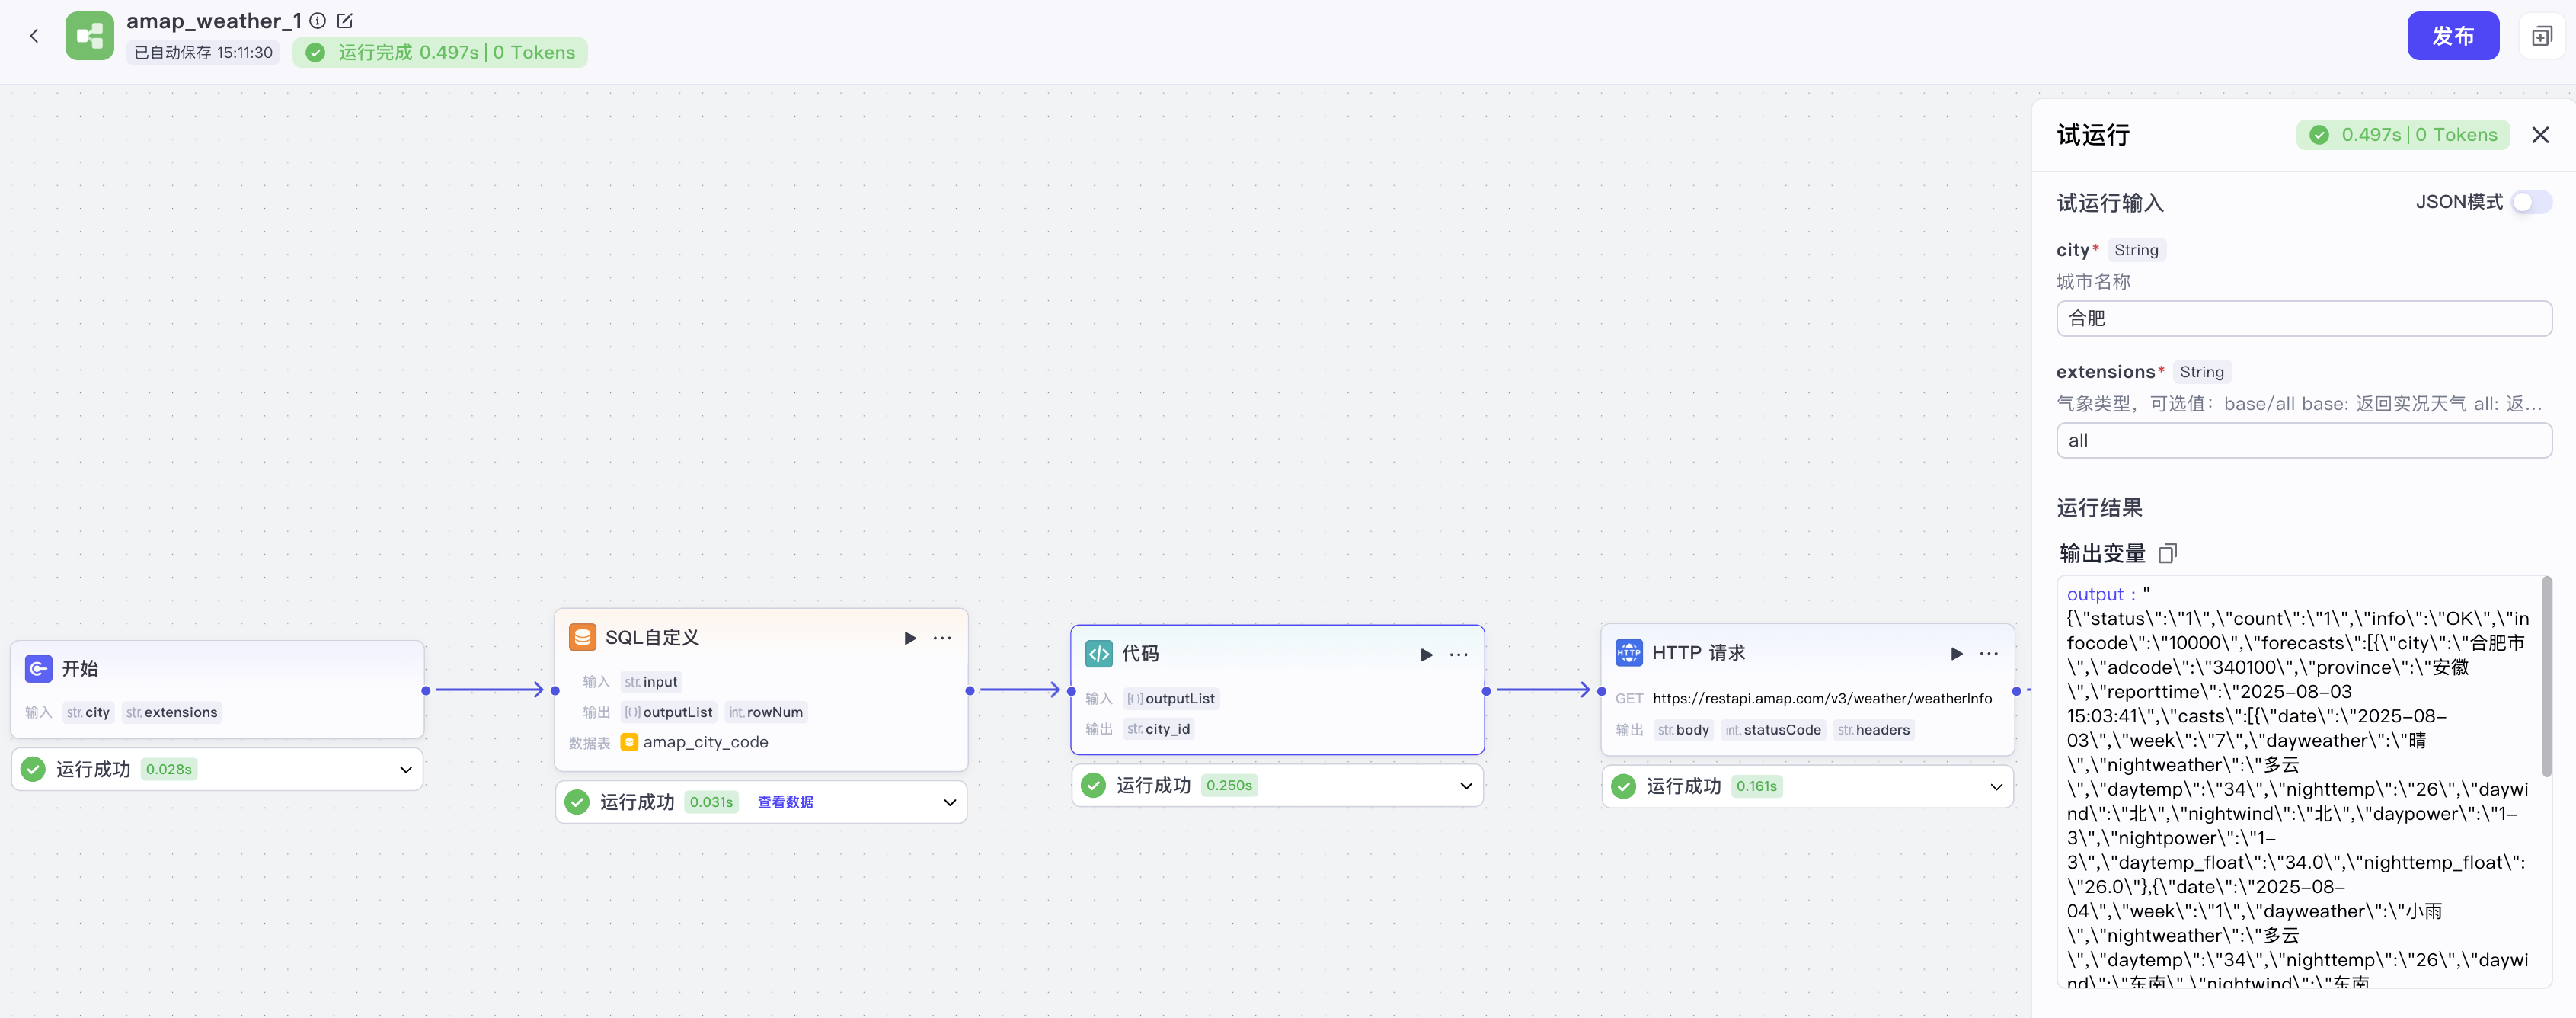 amap_weather_1
已自动保存 15:11:30
运行完成 0.497s | 0 Tokens
发布
开始
输入 str. city str. extensions
运行成功 0.028s
SQL自定义
输入 str. input
输出 [()] outputList int. rowNum
数据表 amap_city_code
运行成功 0.031s 查看数据
代码
输入 [()] outputList
输出 str. city_id
运行成功 0.250s
HTTP 请求
GET https://restapi.amap.com/v3/weather/weatherInfo
输出 str. body int. statusCode str. headers
运行成功 0.161s
试运行
0.497s | 0 Tokens
试运行输入
JSON模式
city* String
城市名称
合肥
extensions* String
气象类型，可选值：base/all base: 返回实况天气 all: 返...
all
运行结果
输出变量
output : "
{\"status\":\"1\",\"count\":\"1\",\"info\":\"OK\",\"in
focode\":\"10000\",\"forecasts\":[{\"city\":\"合肥市
\",\"adcode\":\"340100\",\"province\":\"安徽
\",\"reporttime\":\"2025-08-03
15:03:41\",\"casts\":[{\"date\":\"2025-08-
03\",\"week\":\"7\",\"dayweather\":\"晴
\",\"nightweather\":\"多云
\",\"daytemp\":\"34\",\"nighttemp\":\"26\",\"daywi
nd\":\"北\",\"nightwind\":\"北\",\"daypower\":\"1-
3\",\"nightpower\":\"1-
3\",\"daytemp_float\":\"34.0\",\"nighttemp_float\":
\"26.0\"},{\"date\":\"2025-08-
04\",\"week\":\"1\",\"dayweather\":\"小雨
\",\"nightweather\":\"多云
\",\"daytemp\":\"34\",\"nighttemp\":\"26\",\"daywi
nd\":\"东南\",\"nightwind\":\"东南